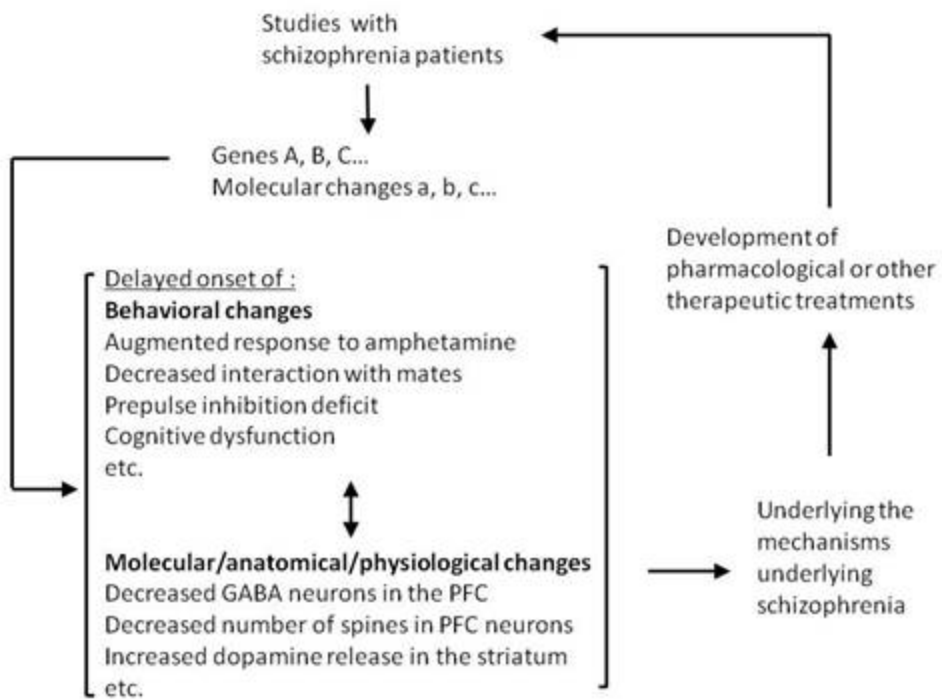 Studies with
schizophrenia patients
Genes A, B, C...
Molecular changes a, b, c...
Delayed onset of :
Behavioral changes
Augmented response to amphetamine
Decreased interaction with mates
Prepulse inhibition deficit
Cognitive dysfunction
etc.
Molecular/anatomical/physiological changes
Decreased GABA neurons in the PFC
Decreased number of spines in PFC neurons
Increased dopamine release in the striatum
etc.
Underlying the
mechanisms
underlying
schizophrenia
Development of
pharmacological or other
therapeutic treatments